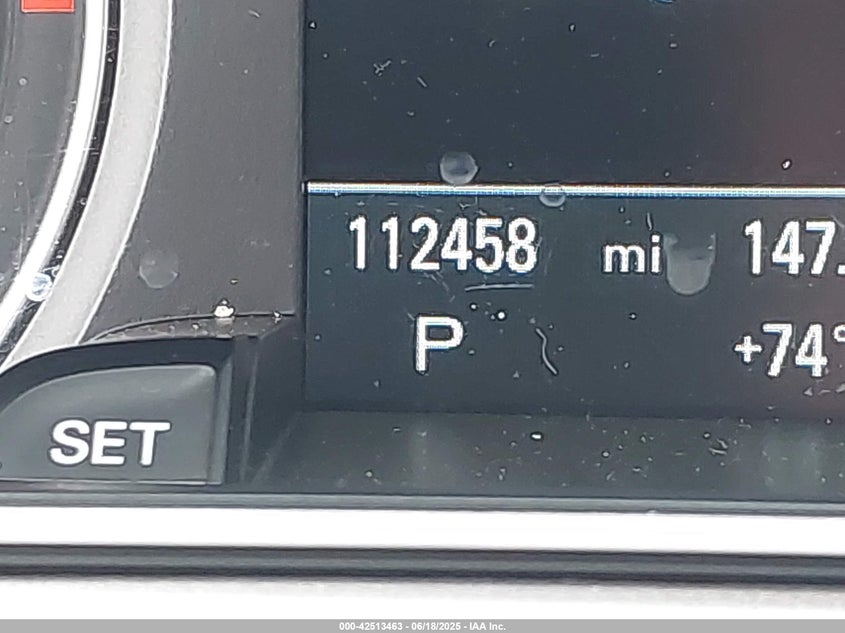 112458 mi 147.
P +74°
SET
000-42513463 - 06/18/2025 - IAA Inc.